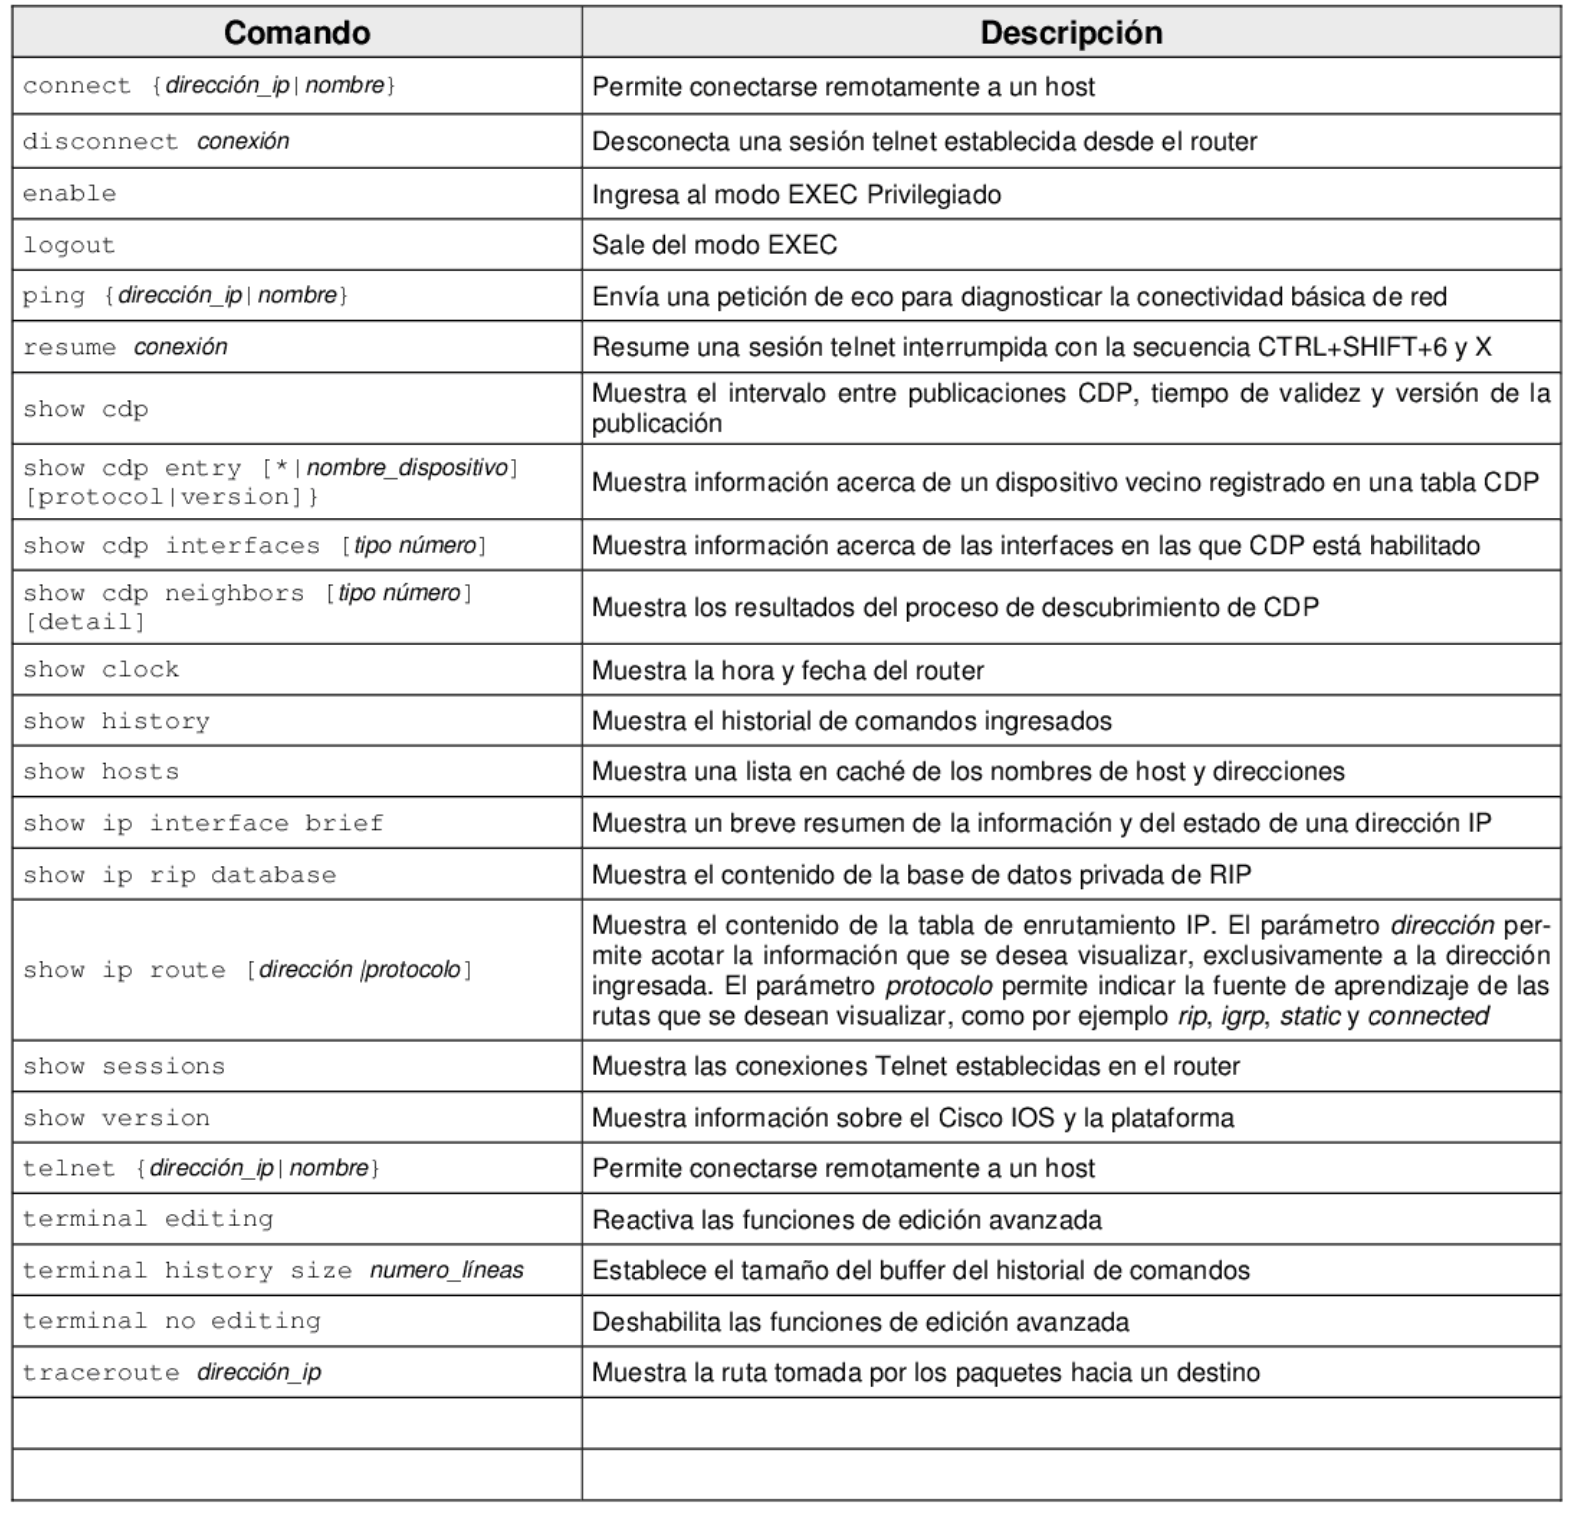 Comando Descripción
connect {dirección_ip|nombre} Permite conectarse remotamente a un host
disconnect conexión Desconecta una sesión telnet establecida desde el router
enable Ingresa al modo EXEC Privilegiado
logout Sale del modo EXEC
ping {dirección_ip|nombre} Envía una petición de eco para diagnosticar la conectividad básica de red
resume conexión Resume una sesión telnet interrumpida con la secuencia CTRL+SHIFT+6 y X
show cdp Muestra el intervalo entre publicaciones CDP, tiempo de validez y versión de la
publicación
show cdp entry [*|nombre_dispositivo]
[protocol|version]} Muestra información acerca de un dispositivo vecino registrado en una tabla CDP
show cdp interfaces [tipo número] Muestra información acerca de las interfaces en las que CDP está habilitado
show cdp neighbors [tipo número]
[detail] Muestra los resultados del proceso de descubrimiento de CDP
show clock Muestra la hora y fecha del router
show history Muestra el historial de comandos ingresados
show hosts Muestra una lista en caché de los nombres de host y direcciones
show ip interface brief Muestra un breve resumen de la información y del estado de una dirección IP
show ip rip database Muestra el contenido de la base de datos privada de RIP
show ip route [dirección |protocolo] Muestra el contenido de la tabla de enrutamiento IP. El parámetro dirección per-
mite acotar la información que se desea visualizar, exclusivamente a la dirección
ingresada. El parámetro protocolo permite indicar la fuente de aprendizaje de las
rutas que se desean visualizar, como por ejemplo rip, igrp, static y connected
show sessions Muestra las conexiones Telnet establecidas en el router
show version Muestra información sobre el Cisco IOS y la plataforma
telnet {dirección_ip|nombre} Permite conectarse remotamente a un host
terminal editing Reactiva las funciones de edición avanzada
terminal history size numero_líneas Establece el tamaño del buffer del historial de comandos
terminal no editing Deshabilita las funciones de edición avanzada
traceroute dirección_ip Muestra la ruta tomada por los paquetes hacia un destino